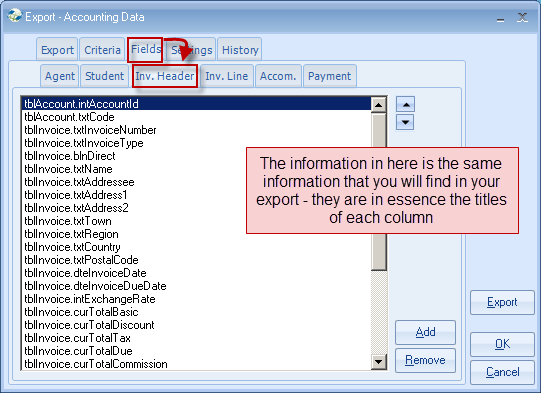 Export - Accounting Data
Export Criteria Fields Settings History
Agent Student Inv. Header Inv. Line Accom. Payment
tblAccount.intAccountId
tblAccount.txtCode
tblInvoice.txtInvoiceNumber
tblInvoice.txtInvoiceType
tblInvoice.blnDirect
tblInvoice.txtName
tblInvoice.txtAddressee
tblInvoice.txtAddress1
tblInvoice.txtAddress2
tblInvoice.txtTown
tblInvoice.txtRegion
tblInvoice.txtCountry
tblInvoice.txtPostalCode
tblInvoice.dteInvoiceDate
tblInvoice.dteInvoiceDueDate
tblInvoice.intExchangeRate
tblInvoice.curTotalBasic
tblInvoice.curTotalDiscount
tblInvoice.curTotalTax
tblInvoice.curTotalDue
tblInvoice.curTotalCommission
The information in here is the same
information that you will find in your
export - they are in essence the titles
of each column
Add
Remove
Export
OK
Cancel